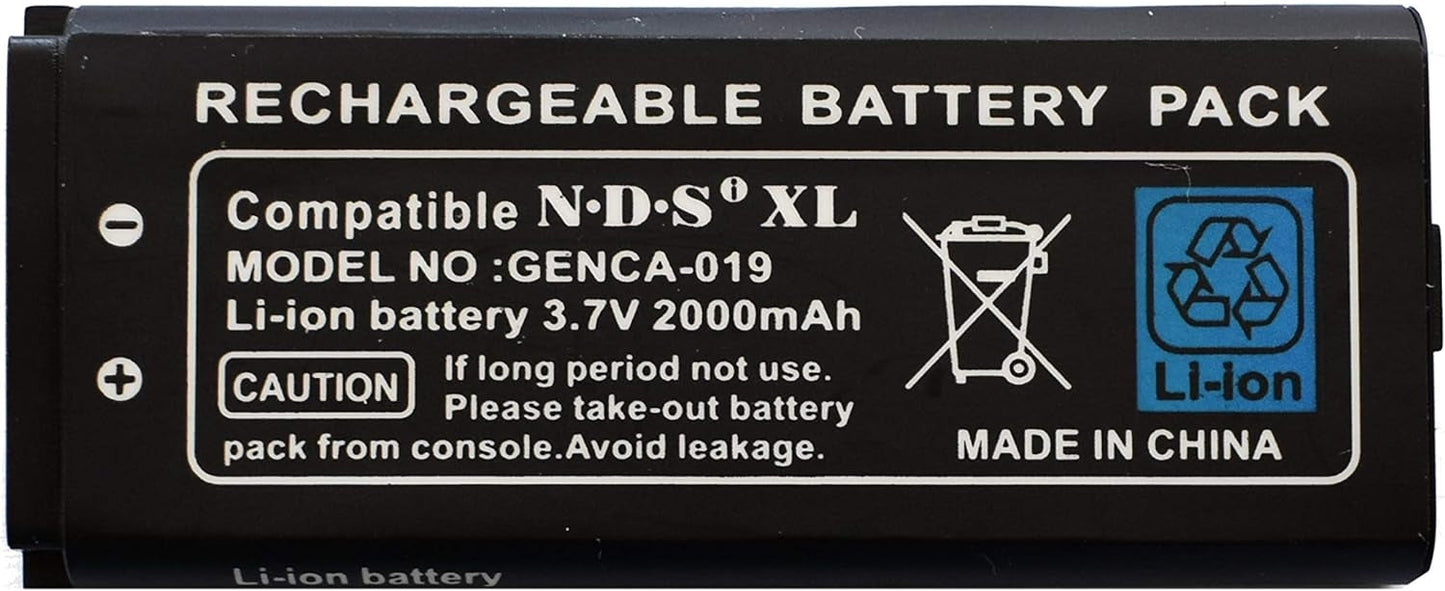 RECHARGEABLE BATTERY PACK
Compatible N·D·Si XL
MODEL NO :GENCA-019
Li-ion battery 3.7V 2000mAh
CAUTION
If long period not use.
Please take-out battery
pack from console.Avoid leakage.
Li-ion
MADE IN CHINA
Li-ion battery